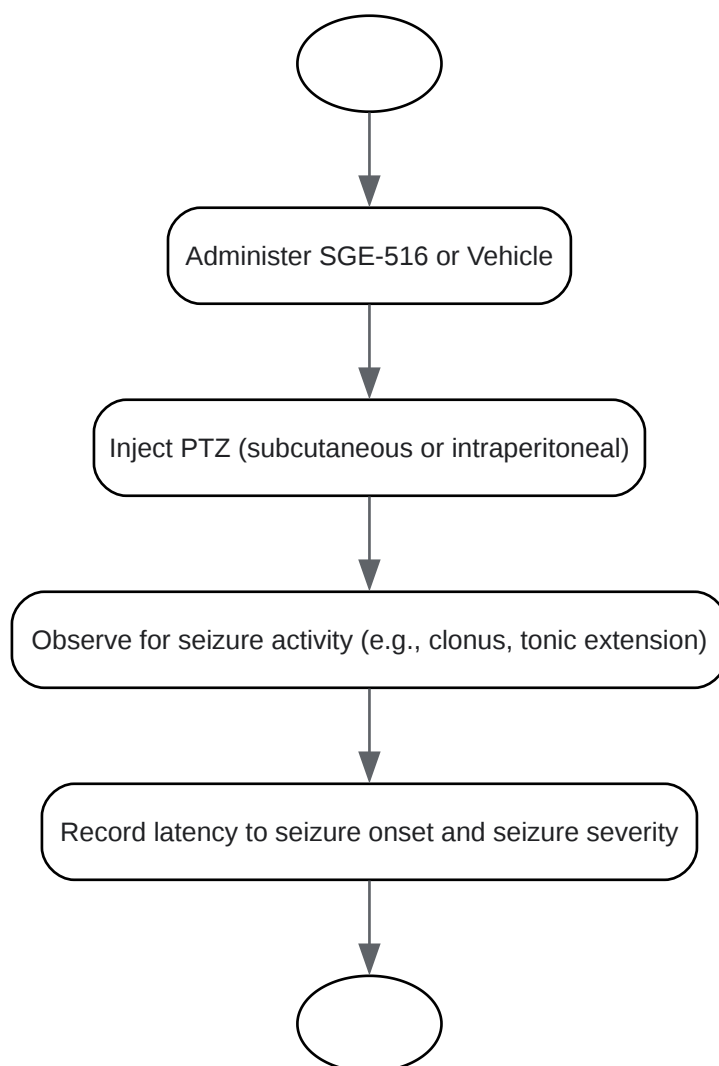 Administer SGE-516 or Vehicle
Inject PTZ (subcutaneous or intraperitoneal)
Observe for seizure activity (e.g., clonus, tonic extension)
Record latency to seizure onset and seizure severity